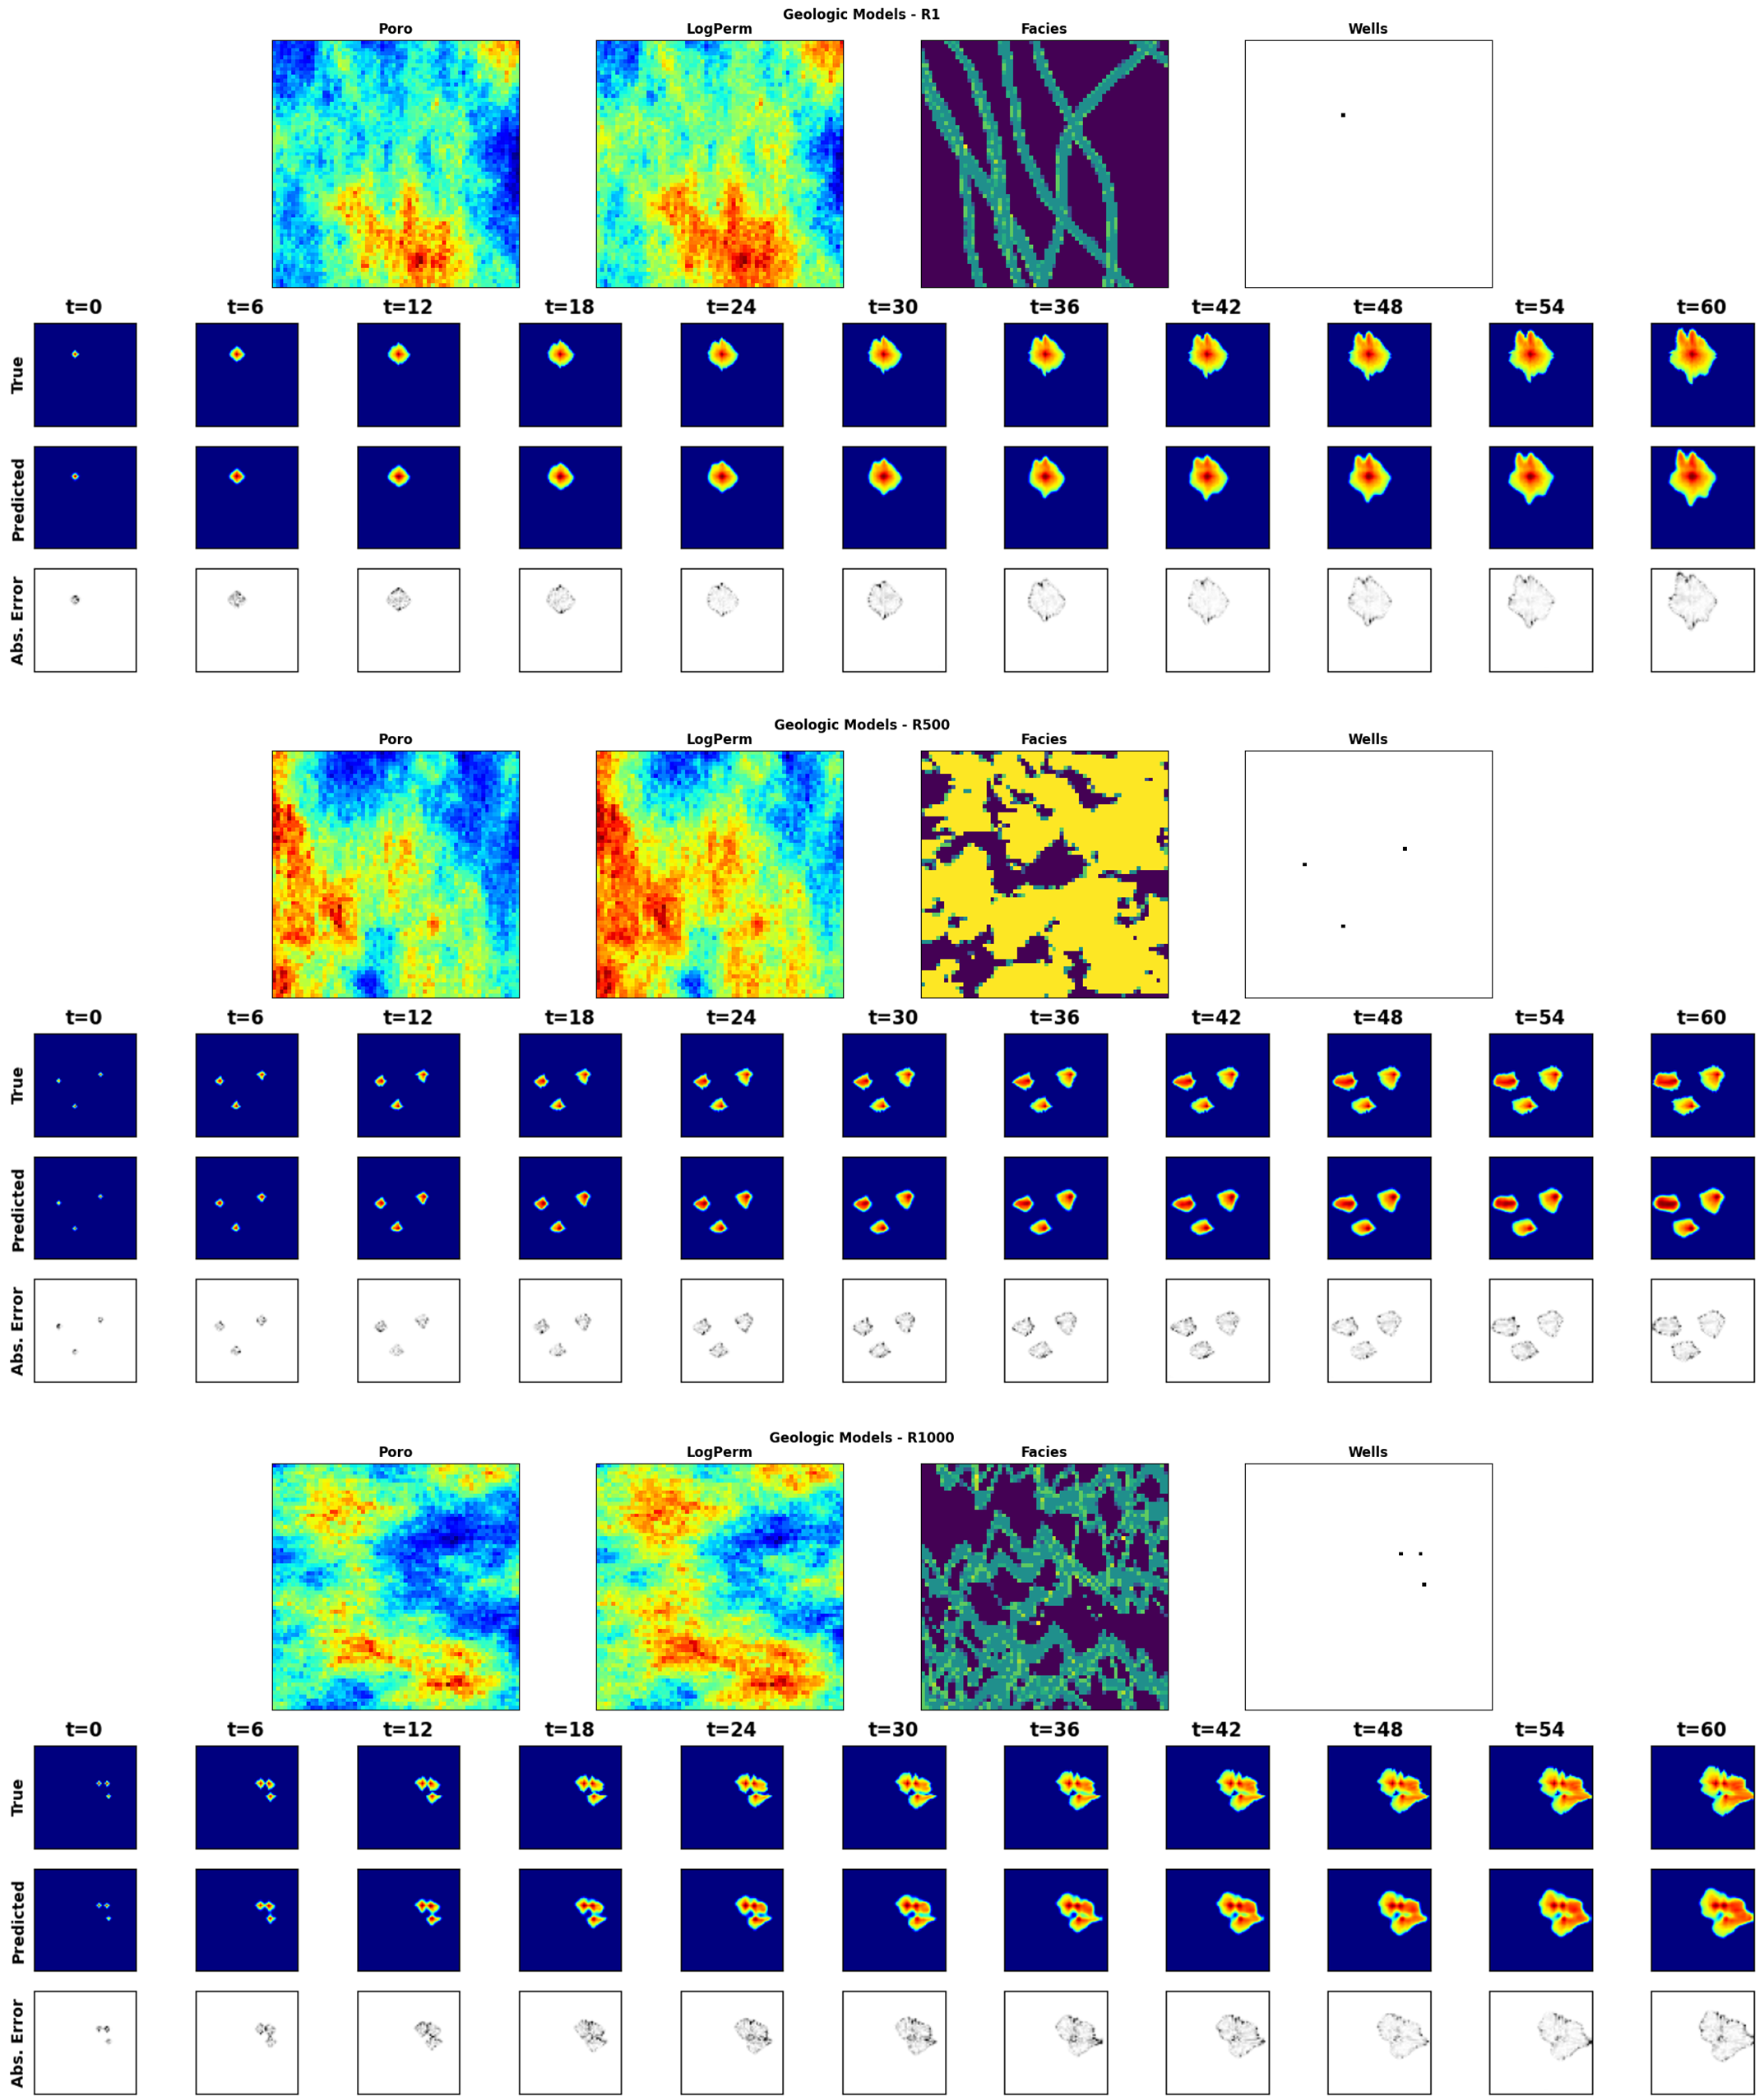 Geologic Models - R1
Poro LogPerm Facies Wells
t=0 t=6 t=12 t=18 t=24 t=30 t=36 t=42 t=48 t=54 t=60
True
Predicted
Abs. Error
Geologic Models - R500
Poro LogPerm Facies Wells
t=0 t=6 t=12 t=18 t=24 t=30 t=36 t=42 t=48 t=54 t=60
True
Predicted
Abs. Error
Geologic Models - R1000
Poro LogPerm Facies Wells
t=0 t=6 t=12 t=18 t=24 t=30 t=36 t=42 t=48 t=54 t=60
True
Predicted
Abs. Error